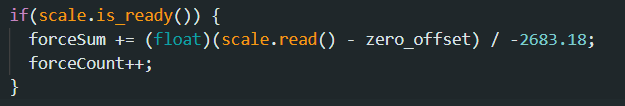 if(scale.is_ready()) {
forceSum += (float)(scale.read() - zero_offset) / -2683.18;
forceCount++;
}